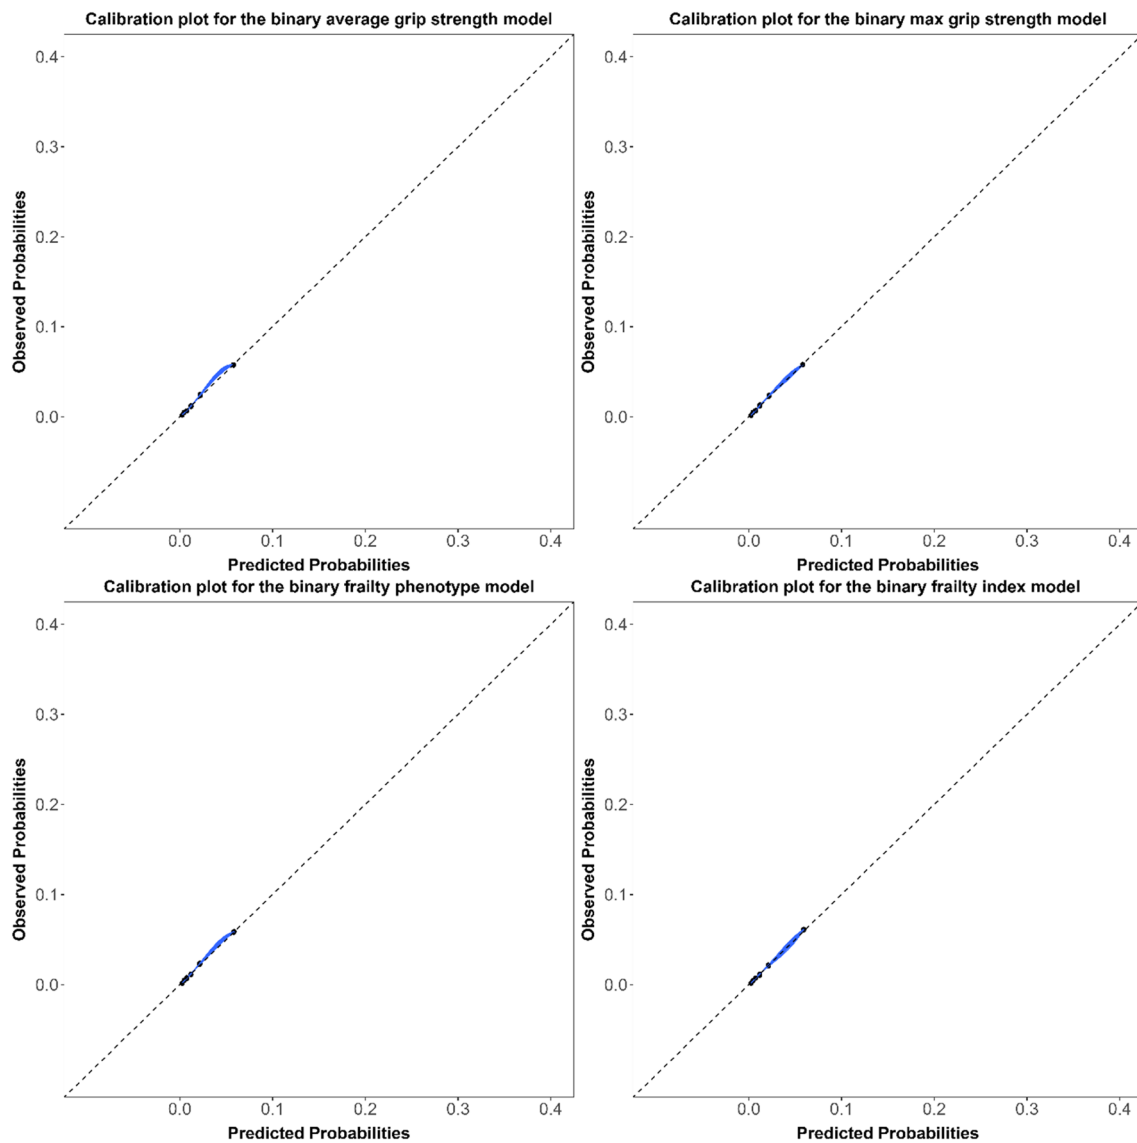 Calibration plot for the binary average grip strength model
0.4
0.3
0.2
0.1
0.0
Observed Probabilities
0.0 0.1 0.2 0.3 0.4
Predicted Probabilities
Calibration plot for the binary max grip strength model
0.4
0.3
0.2
0.1
0.0
Observed Probabilities
0.0 0.1 0.2 0.3 0.4
Predicted Probabilities
Calibration plot for the binary frailty phenotype model
0.4
0.3
0.2
0.1
0.0
Observed Probabilities
0.0 0.1 0.2 0.3 0.4
Predicted Probabilities
Calibration plot for the binary frailty index model
0.4
0.3
0.2
0.1
0.0
Observed Probabilities
0.0 0.1 0.2 0.3 0.4
Predicted Probabilities